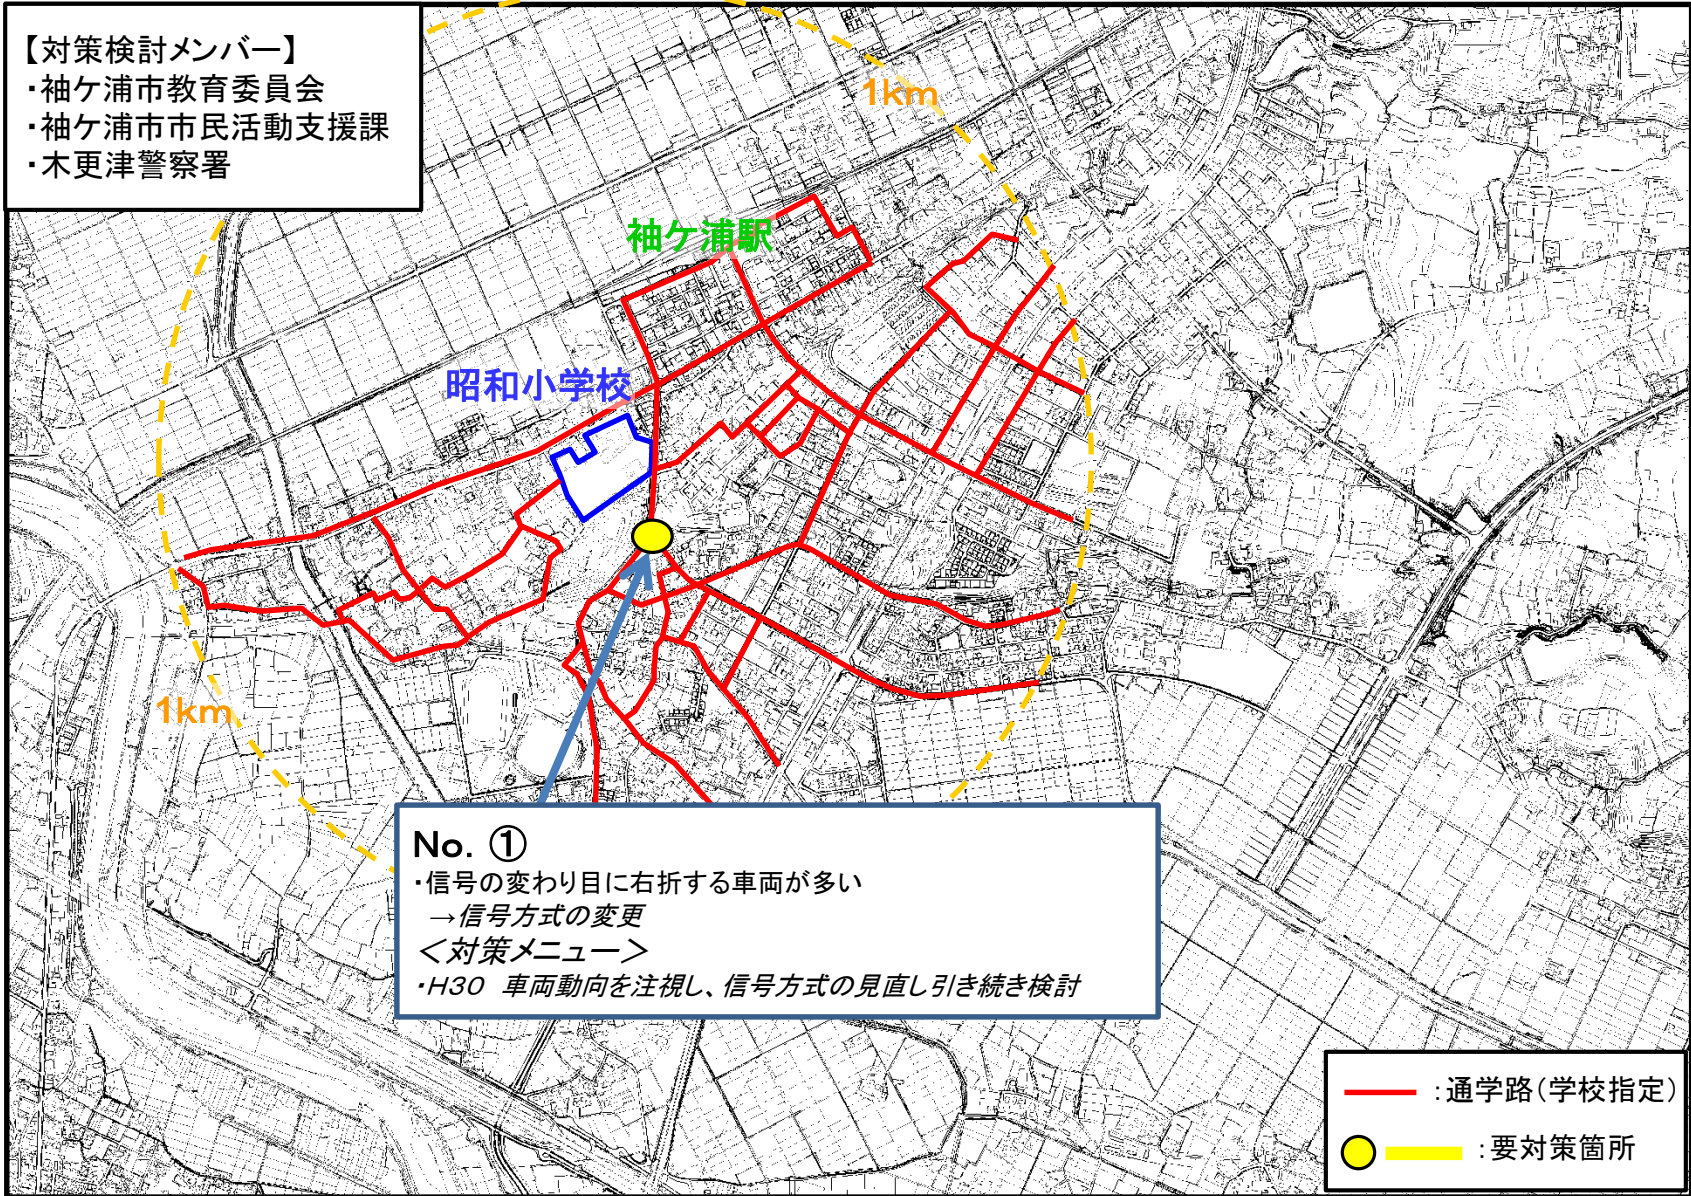 【対策検討メンバー】
・袖ケ浦市教育委員会
・袖ケ浦市市民活動支援課
・木更津警察署
1km
袖ケ浦駅
昭和小学校
1km
No. ①
・信号の変わり目に右折する車両が多い
→信号方式の変更
＜対策メニュー＞
・H30 車両動向を注視し、信号方式の見直し引き続き検討
：通学路（学校指定）
：要対策箇所